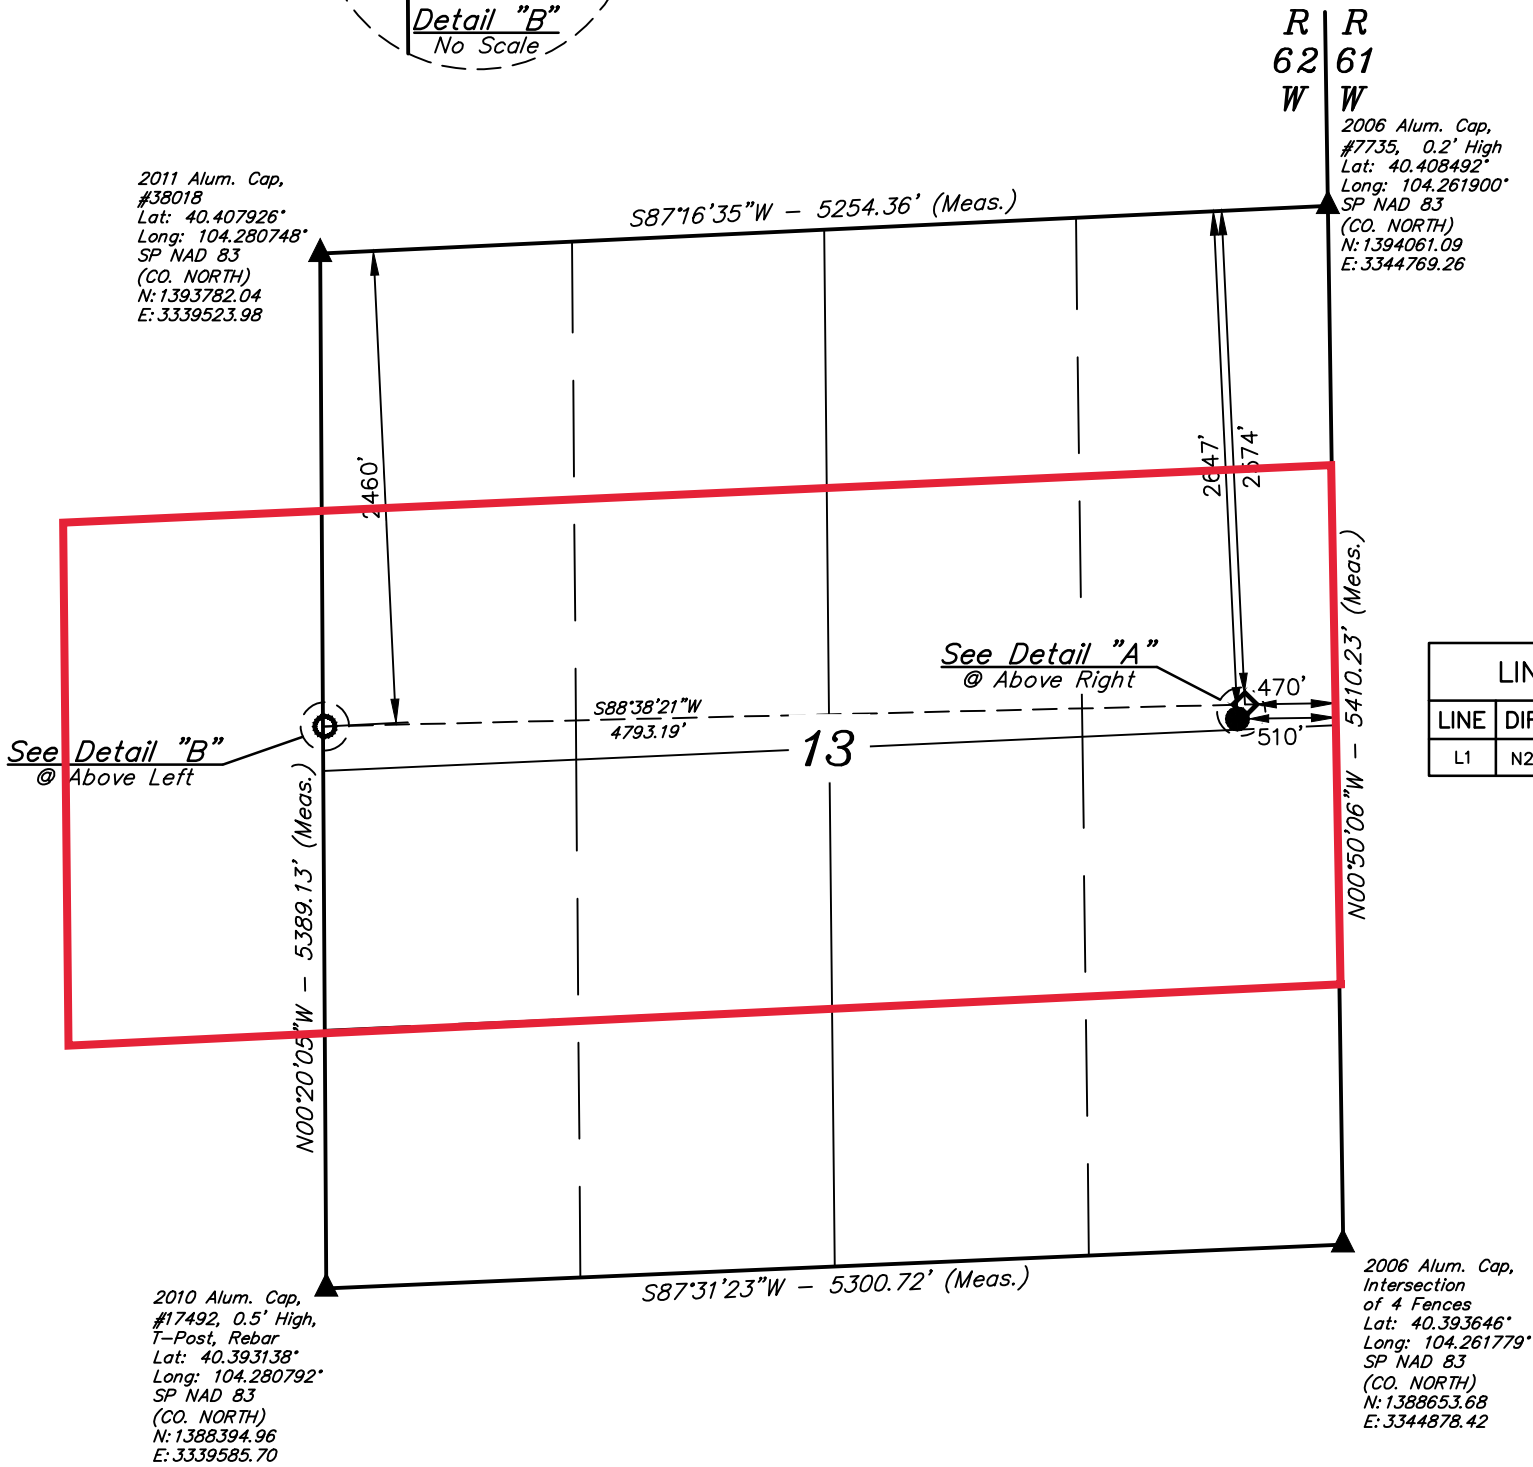 Detail "B"
No Scale
R R
62 61
W W
2006 Alum. Cap,
#7735, 0.2' High
Lat: 40.408492°
Long: 104.261900°
SP NAD 83
(CO. NORTH)
N: 1394061.09
E: 3344769.26
2011 Alum. Cap,
#38018
Lat: 40.407926°
Long: 104.280748°
SP NAD 83
(CO. NORTH)
N: 1393782.04
E: 3339523.98
S87°16'35"W – 5254.36' (Meas.)
2460'
2647'
2574'
See Detail "A"
@ Above Right
470'
510'
S88°38'21"W
4793.19'
13
See Detail "B"
@ Above Left
N00°20'05"W – 5389.13' (Meas.)
N00°50'06"W – 5410.23' (Meas.)
LIN
LINE DIF
L1 N2
S87°31'23"W – 5300.72' (Meas.)
2010 Alum. Cap,
#17492, 0.5' High,
T–Post, Rebar
Lat: 40.393138°
Long: 104.280792°
SP NAD 83
(CO. NORTH)
N: 1388394.96
E: 3339585.70
2006 Alum. Cap,
Intersection
of 4 Fences
Lat: 40.393646°
Long: 104.261779°
SP NAD 83
(CO. NORTH)
N: 1388653.68
E: 3344878.42